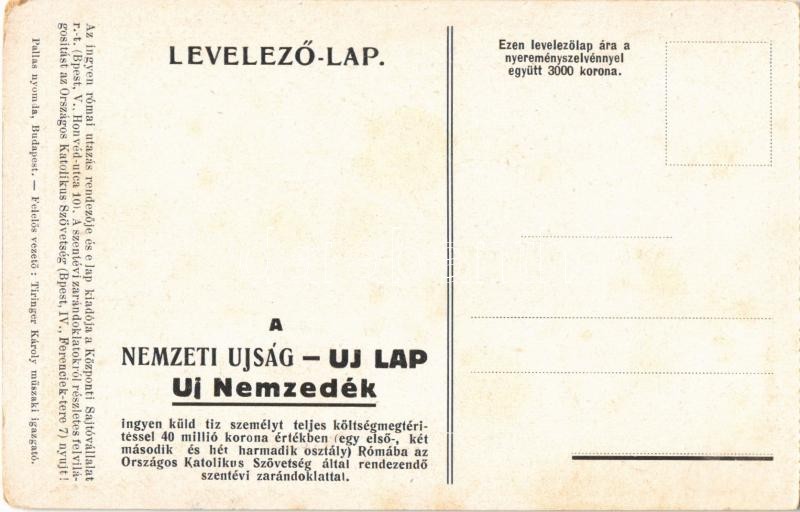 LEVELEZŐ-LAP.
Ezen levelezőlap ára a
nyereményszelvénnyel
együtt 3000 korona.
A
NEMZETI UJSÁG – UJ LAP
Uj Nemzedék
ingyen küld tiz személyt teljes költségmegtéri-
téssel 40 millió korona értékben (egy első-, két
második és hét harmadik osztály) Rómába az
Országos Katolikus Szövetség által rendezendő
szentévi zarándoklattal.
Az ingyen római utazás rendezője és e lap kiadója a Központi Sajtóvállalat
r.-t. (Bpest, V., Honvéd-utca 10). A szentévi zarándoklatokról részletes felvilá-
gosítást az Országos Katolikus Szövetség (Bpest, IV., Ferenciek-tere 7) nyujt!
Pallas nyomda, Budapest. — Felelős vezető: Tiringer Károly műszaki igazgató.